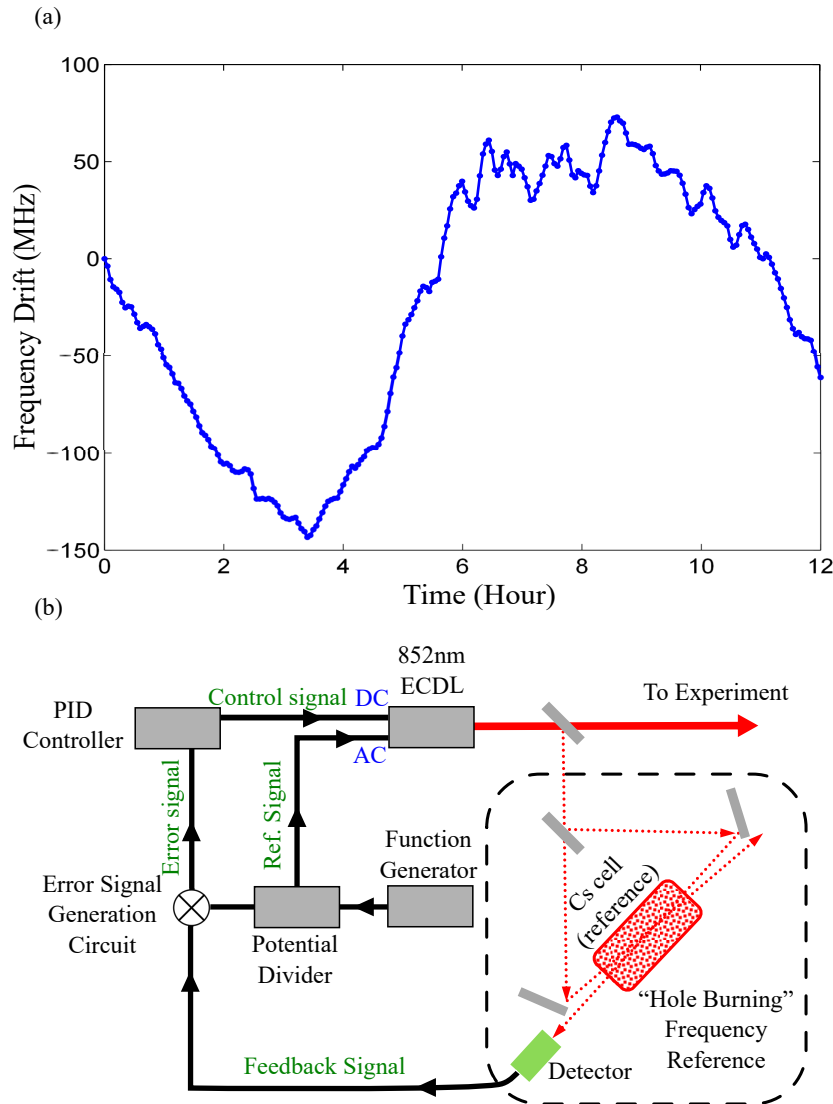 (a)
100
50
0
−50
−100
−150
Frequency Drift (MHz)
0
2
4
6
8
10
12
Time (Hour)
(b)
852nm
ECDL
Control signal
DC
To Experiment
PID
Controller
AC
Error signal
Ref. Signal
Function
Generator
Cs cell
(reference)
Error Signal
Generation
Circuit
Potential
Divider
“Hole Burning”
Frequency
Reference
Feedback Signal
Detector